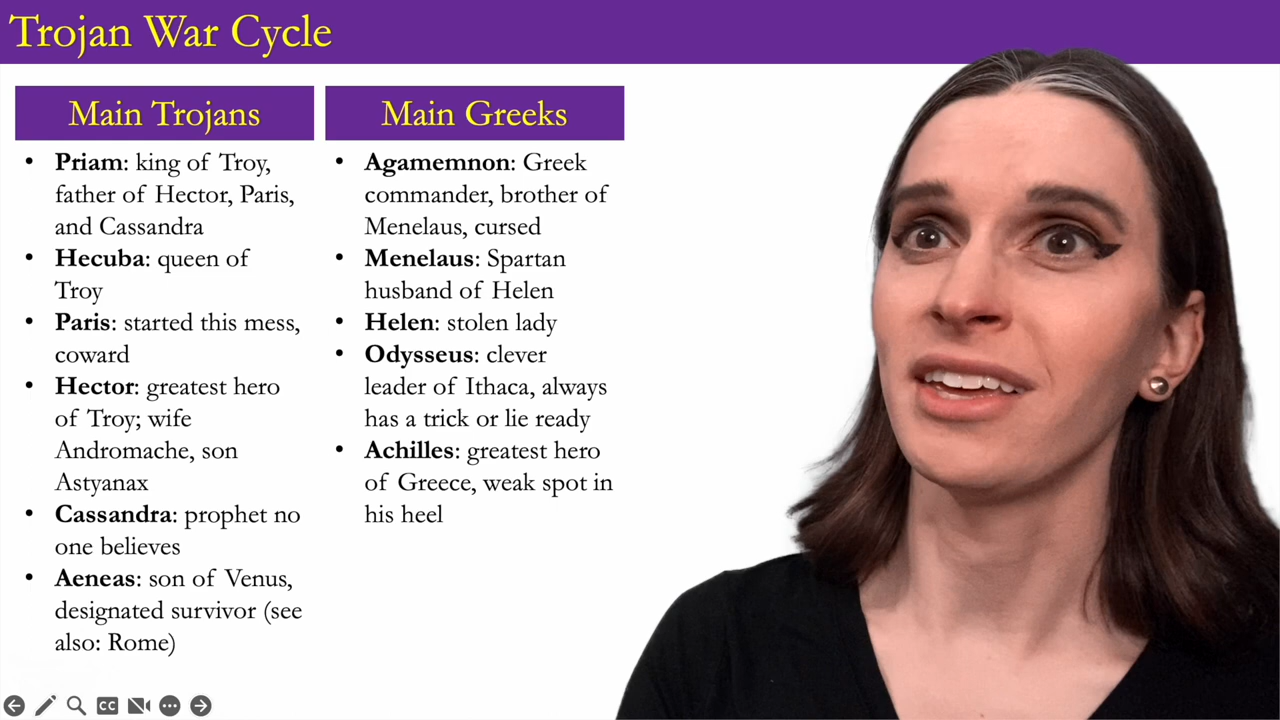 Trojan War Cycle
Main Trojans
• Priam: king of Troy,
father of Hector, Paris,
and Cassandra
• Hecuba: queen of
Troy
• Paris: started this mess,
coward
• Hector: greatest hero
of Troy; wife
Andromache, son
Astyanax
• Cassandra: prophet no
one believes
• Aeneas: son of Venus,
designated survivor (see
also: Rome)
Main Greeks
• Agamemnon: Greek
commander, brother of
Menelaus, cursed
• Menelaus: Spartan
husband of Helen
• Helen: stolen lady
• Odysseus: clever
leader of Ithaca, always
has a trick or lie ready
• Achilles: greatest hero
of Greece, weak spot in
his heel
CC